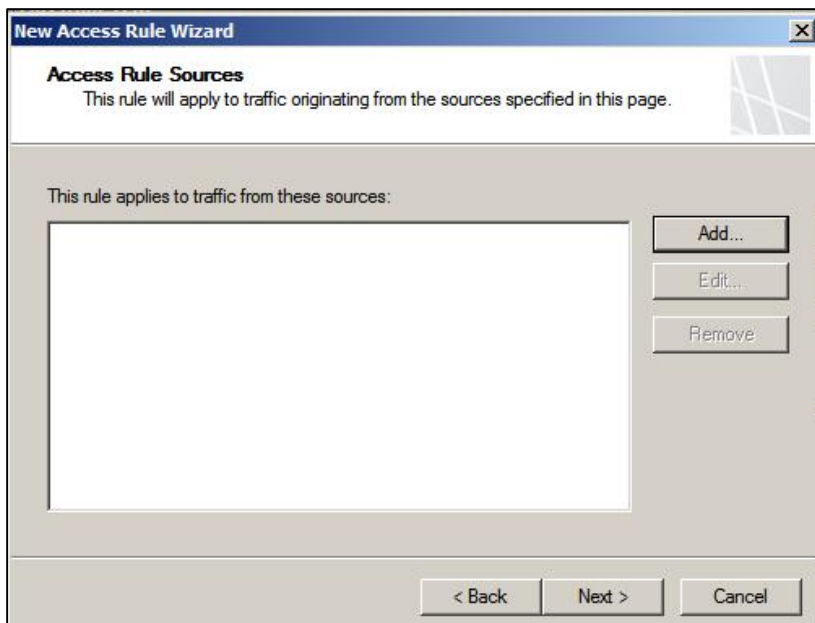 New Access Rule Wizard
Access Rule Sources
This rule will apply to traffic originating from the sources specified in this page.
This rule applies to traffic from these sources:
Add...
Edit...
Remove
< Back
Next >
Cancel